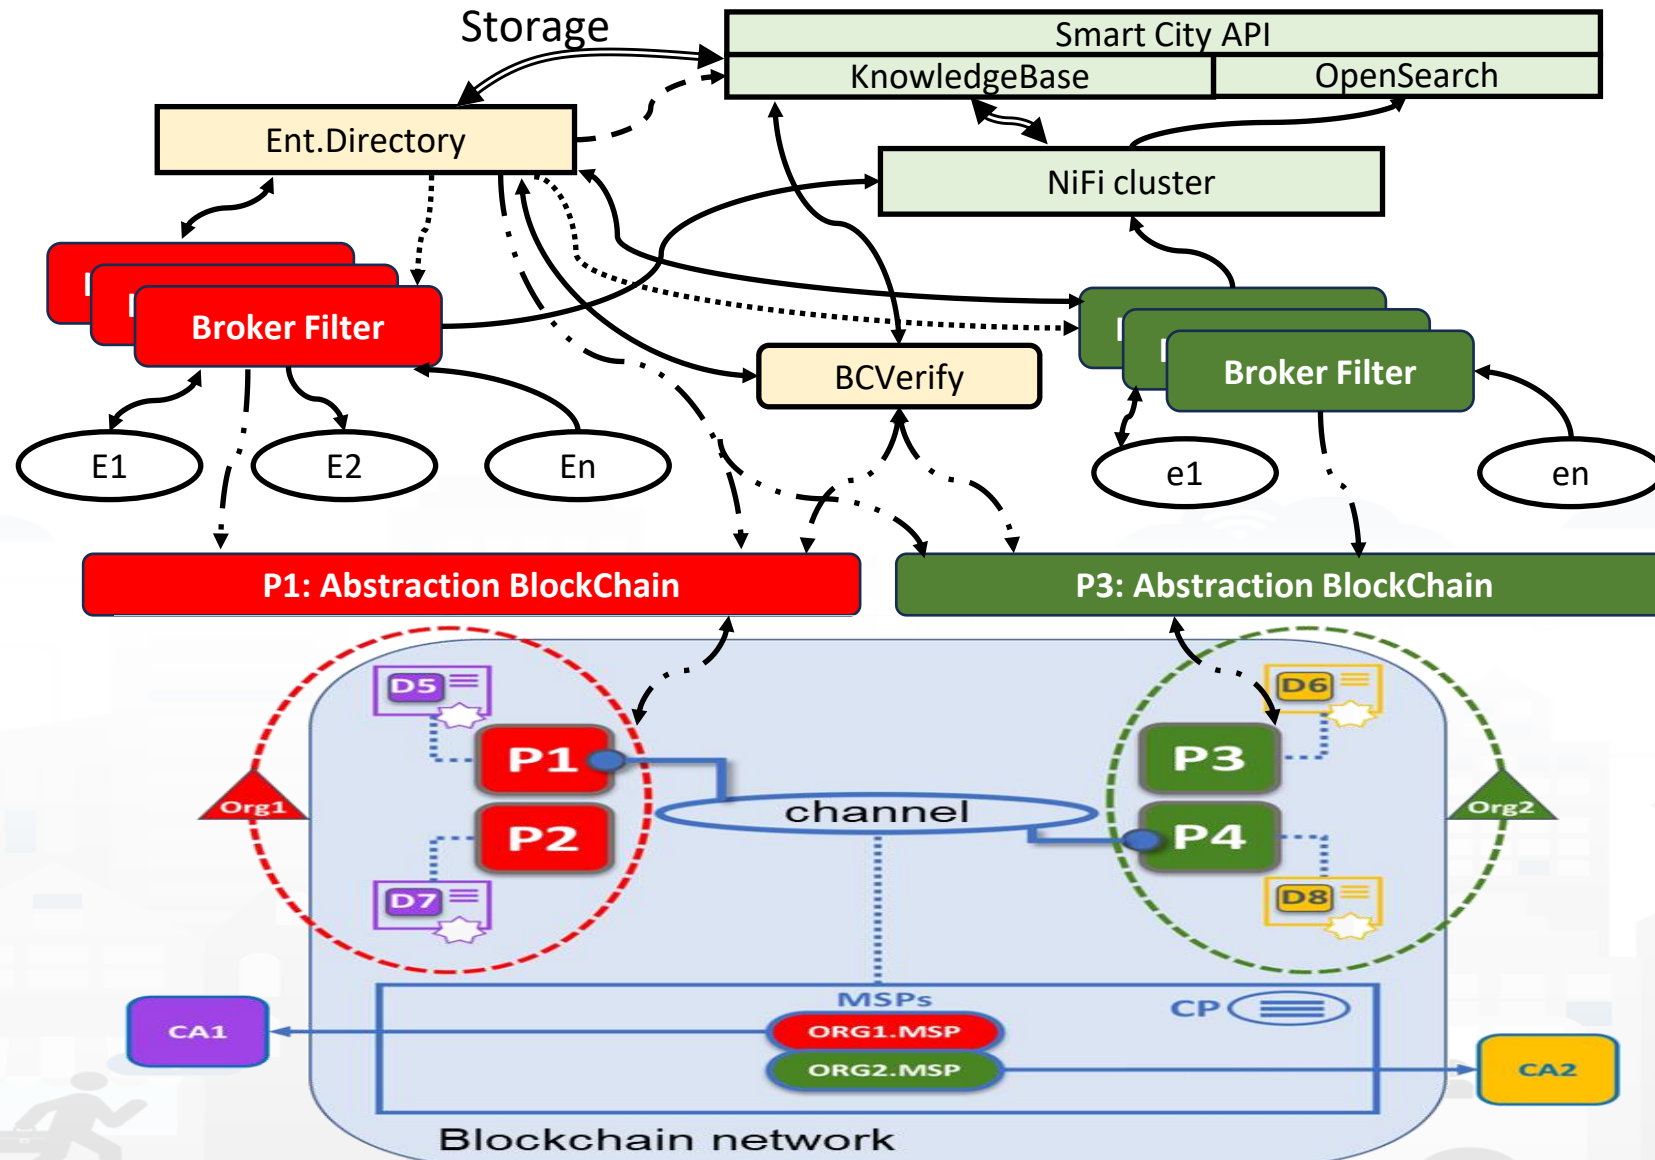 Storage
Smart City API
KnowledgeBase
OpenSearch
Ent.Directory
NiFi cluster
Broker Filter
BCVerify
Broker Filter
E1
E2
En
e1
en
P1: Abstraction BlockChain
P3: Abstraction BlockChain
D5
D6
P1
P3
Org1
channel
Org2
P2
P4
D7
D8
MSPs
CP
CA1
ORG1.MSP
ORG2.MSP
CA2
Blockchain network